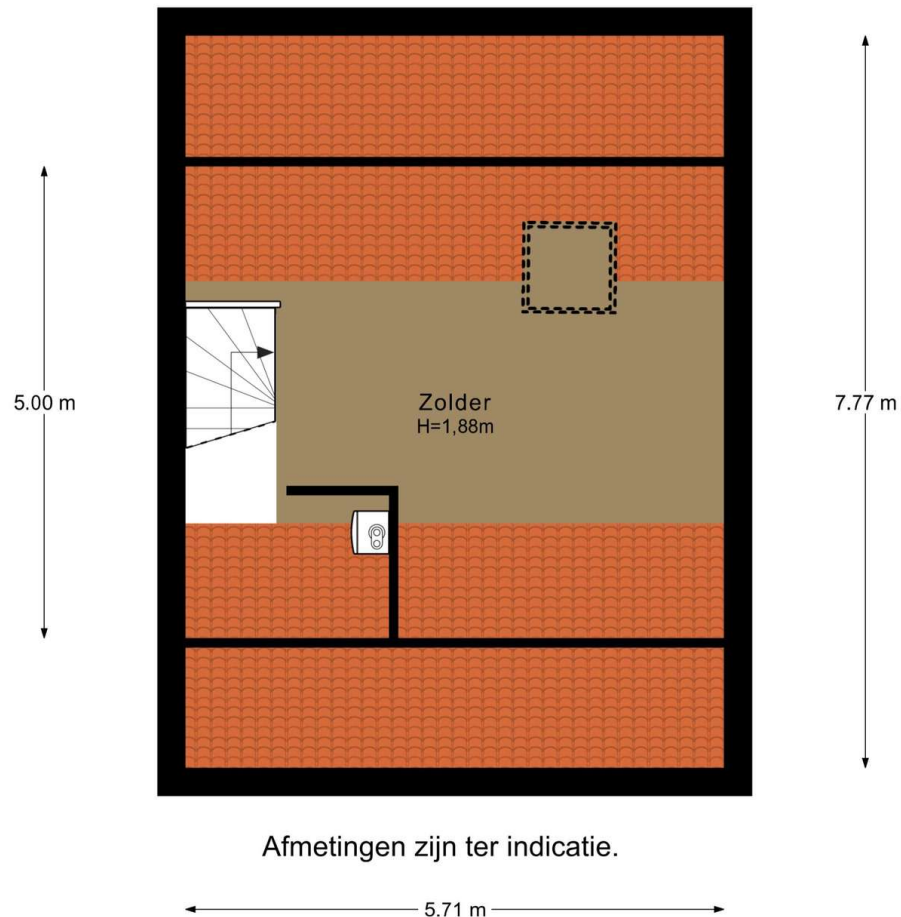 5.00 m
7.77 m
Zolder
H=1,88m
Afmetingen zijn ter indicatie.
5.71 m